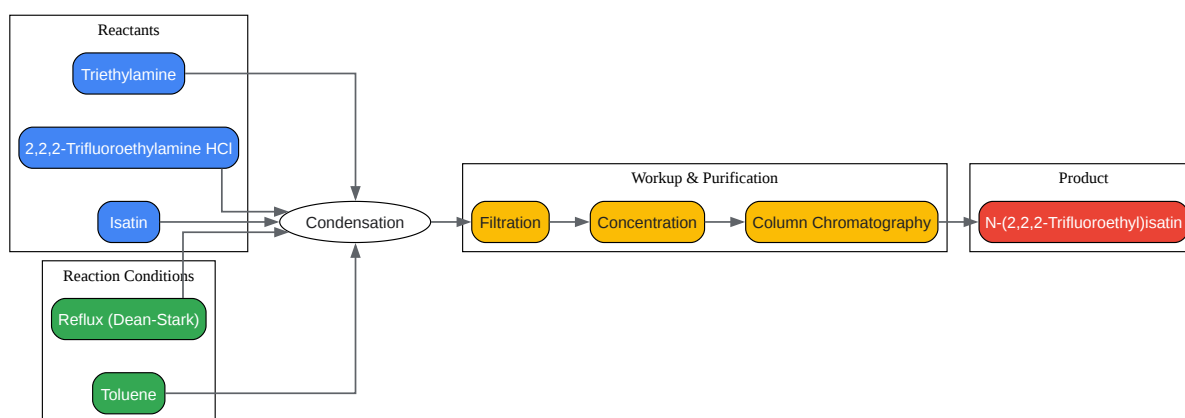 Reactants
Triethylamine
2,2,2-Trifluoroethylamine HCl
Isatin
Reaction Conditions
Reflux (Dean-Stark)
Toluene
Condensation
Workup & Purification
Filtration
Concentration
Column Chromatography
Product
N-(2,2,2-Trifluoroethyl)isatin